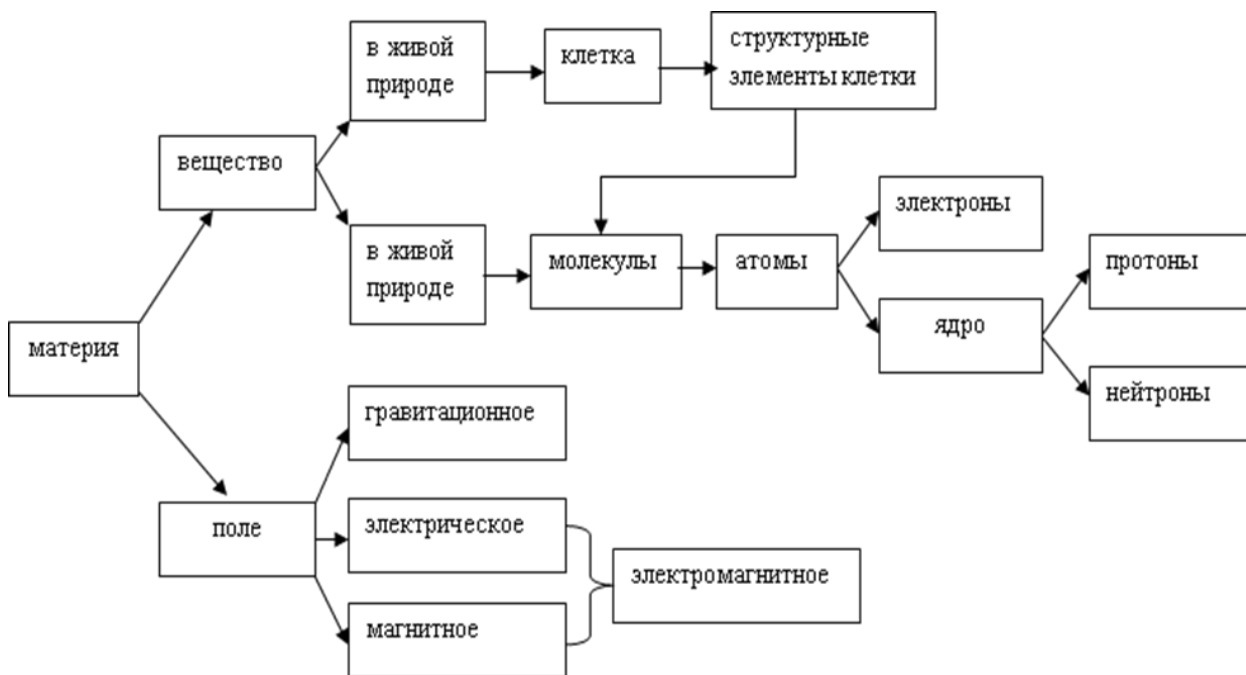 в живой
природе
клетка
структурные
элементы клетки
вещество
электроны
в живой
природе
молекулы
атомы
протоны
ядро
материя
нейтроны
гравитационное
поле
электрическое
электромагнитное
магнитное